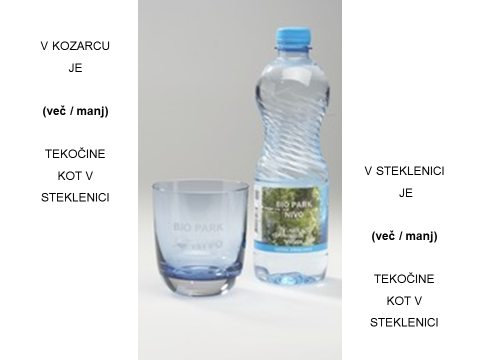 V KOZARCU
JE
(več / manj)
TEKOČINE
KOT V
STEKLENICI
BIO PARK
BIO PARK
NIVO
V STEKLENICI
JE
(več / manj)
TEKOČINE
KOT V
STEKLENICI